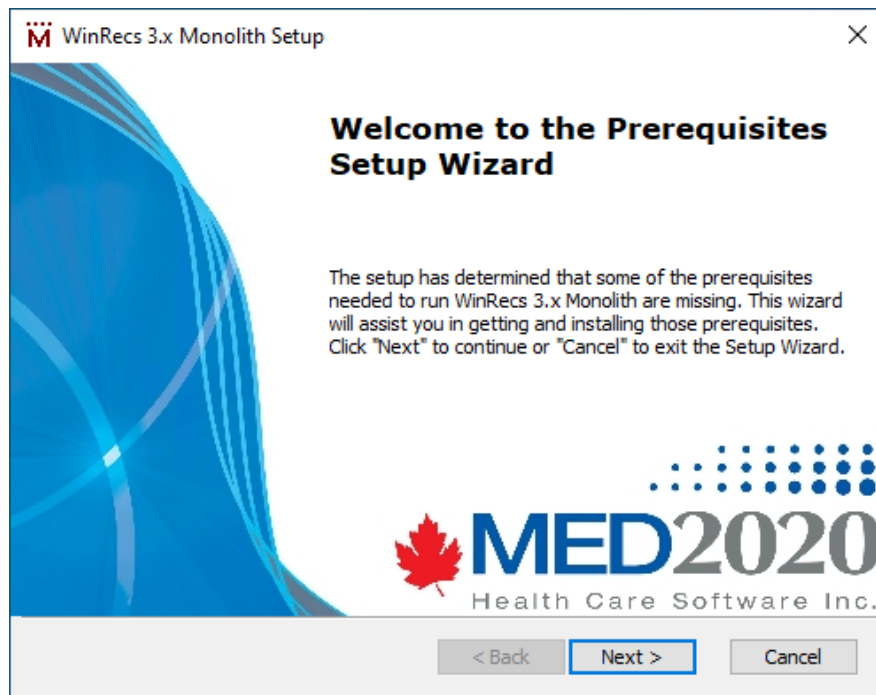 WinRecs 3.x Monolith Setup
Welcome to the Prerequisites
Setup Wizard
The setup has determined that some of the prerequisites
needed to run WinRecs 3.x Monolith are missing. This wizard
will assist you in getting and installing those prerequisites.
Click "Next" to continue or "Cancel" to exit the Setup Wizard.
MED2020
Health Care Software Inc.
< Back
Next >
Cancel